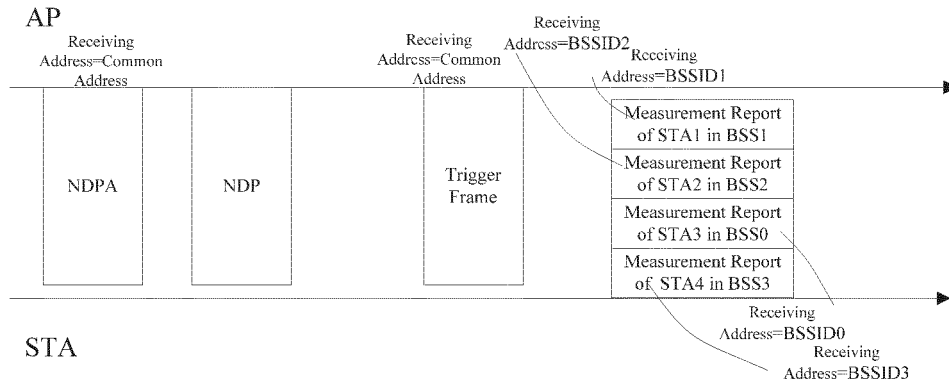 AP
Receiving
Address=Common
Address
Receiving
Address=Common
Address
Receiving
Address=BSSID2
Receiving
Address=BSSID1
NDPA
NDP
Trigger
Frame
Measurement Report
of STA1 in BSS1
Measurement Report
of STA2 in BSS2
Measurement Report
of STA3 in BSS0
Measurement Report
of STA4 in BSS3
Receiving
Address=BSSID0
Receiving
Address=BSSID3
STA